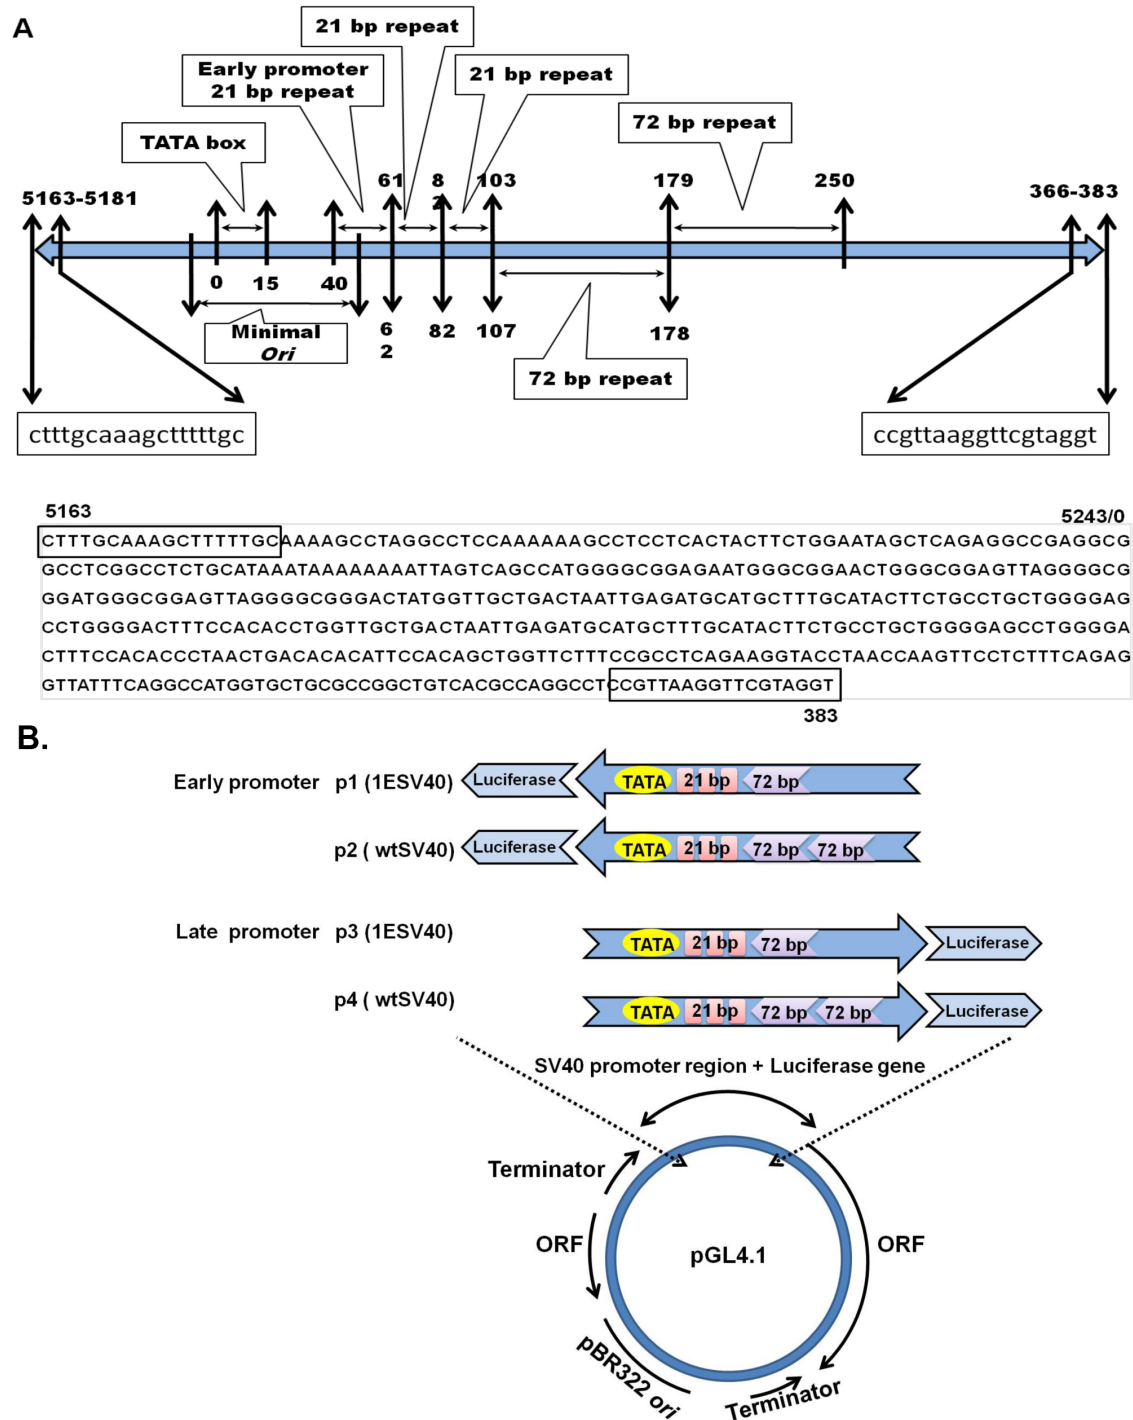 A
21 bp repeat
Early promoter
21 bp repeat
21 bp repeat
72 bp repeat
TATA box
5163-5181
61
8
2
103
179
250
366-383
0
15
40
6
2
82
107
178
Minimal
Ori
72 bp repeat
ctttgcaaagctttttgc
ccgttaaggttcgtaggt
5163
5243/0
CTTTGCAAAGCTTTTTGCAAAAGCCTAGGCCTCCAAAAAAGCCTCCTCACTACTTCTGGAATAGCTCAGAGGCCGAGGCG
GCCTCGGCCTCTGCATAAATAAAAAAAATTAGTCAGCCATGGGGCGGAGAATGGGCGGAACTGGGCGGAGTTAGGGGCG
GGATGGGCGGAGTTAGGGGCGGGACTATGGTTGCTGACTAATTGAGATGCATGCTTTGCATACTTCTGCCTGCTGGGGAG
CCTGGGGACTTTCCACACCTGGTTGCTGACTAATTGAGATGCATGCTTTGCATACTTCTGCCTGCTGGGGAGCCTGGGGA
CTTTCCACACCCTAACTGACACACATTCCACAGCTGGTTCTTTCCGCCTCAGAAGGTACCTAACCAAGTTCCTCTTTCAGAG
GTTATTTCAGGCCATGGTGCTGCGCCGGCTGTCACGCCAGGCCTCCGTTAAGGTTCGTAGGT
383
B.
Early promoter p1 (1ESV40)
Luciferase
TATA
21 bp
72 bp
p2 ( wtSV40)
Luciferase
TATA
21 bp
72 bp
72 bp
Late promoter p3 (1ESV40)
TATA
21 bp
72 bp
Luciferase
p4 ( wtSV40)
TATA
21 bp
72 bp
72 bp
Luciferase
SV40 promoter region + Luciferase gene
Terminator
ORF
pGL4.1
ORF
pBR322 ori
Terminator